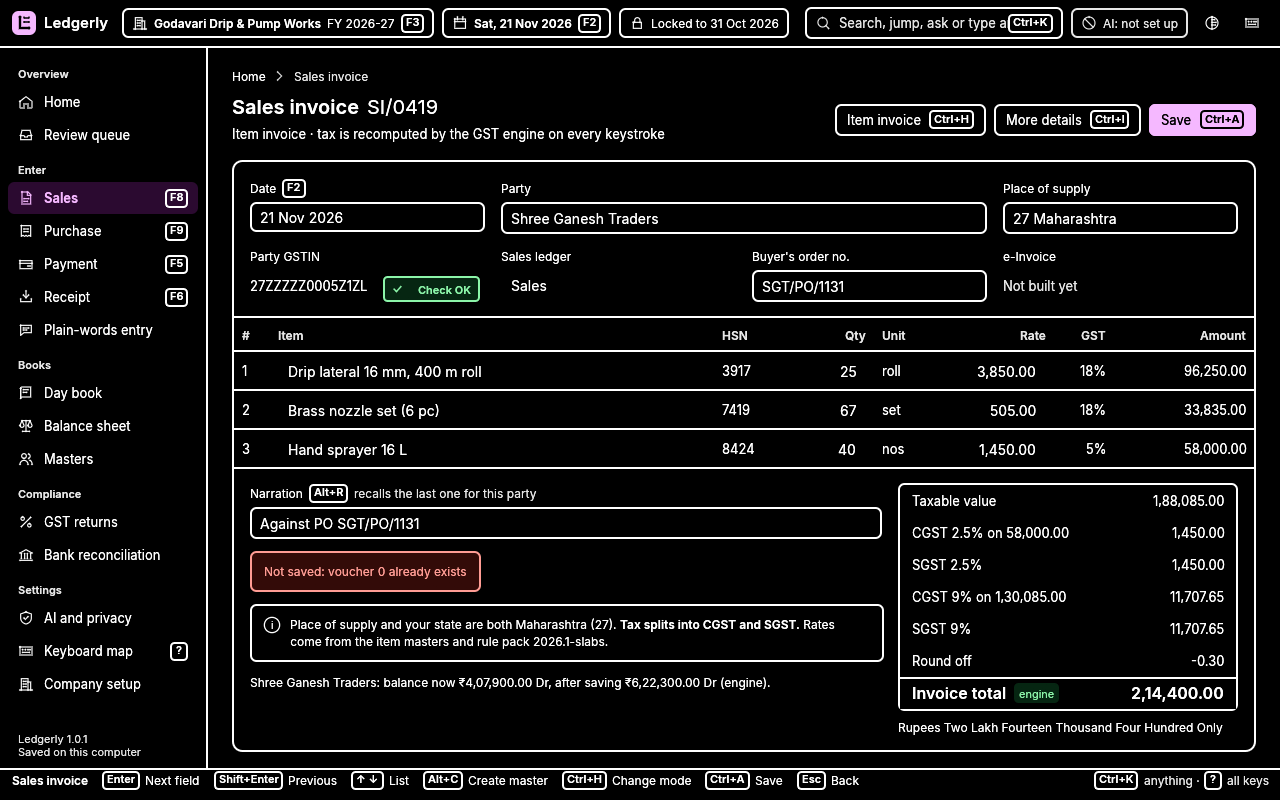 Ledgerly
Godavari Drip & Pump Works FY 2026-27 F3
Sat, 21 Nov 2026 F2
Locked to 31 Oct 2026
Search, jump, ask or type a Ctrl+K
AI: not set up
Overview
Home
Review queue
Enter
Sales F8
Purchase F9
Payment F5
Receipt F6
Plain-words entry
Books
Day book
Balance sheet
Masters
Compliance
GST returns
Bank reconciliation
Settings
AI and privacy
Keyboard map ?
Company setup
Ledgerly 1.0.1
Saved on this computer
Home > Sales invoice
Sales invoice SI/0419
Item invoice · tax is recomputed by the GST engine on every keystroke
Item invoice Ctrl+H
More details Ctrl+I
Save Ctrl+A
Date F2 Party Place of supply
21 Nov 2026 Shree Ganesh Traders 27 Maharashtra
Party GSTIN Sales ledger Buyer's order no. e-Invoice
27ZZZZZ0005Z1ZL ✓ Check OK Sales SGT/PO/1131 Not built yet
# Item HSN Qty Unit Rate GST Amount
1 Drip lateral 16 mm, 400 m roll 3917 25 roll 3,850.00 18% 96,250.00
2 Brass nozzle set (6 pc) 7419 67 set 505.00 18% 33,835.00
3 Hand sprayer 16 L 8424 40 nos 1,450.00 5% 58,000.00
Narration Alt+R recalls the last one for this party
Against PO SGT/PO/1131
Not saved: voucher 0 already exists
Place of supply and your state are both Maharashtra (27). Tax splits into CGST and SGST. Rates
come from the item masters and rule pack 2026.1-slabs.
Shree Ganesh Traders: balance now ₹4,07,900.00 Dr, after saving ₹6,22,300.00 Dr (engine).
Taxable value 1,88,085.00
CGST 2.5% on 58,000.00 1,450.00
SGST 2.5% 1,450.00
CGST 9% on 1,30,085.00 11,707.65
SGST 9% 11,707.65
Round off -0.30
Invoice total engine 2,14,400.00
Rupees Two Lakh Fourteen Thousand Four Hundred Only
Sales invoice Enter Next field Shift+Enter Previous ↑ ↓ List Alt+C Create master Ctrl+H Change mode Ctrl+A Save Esc Back Ctrl+K anything · ? all keys